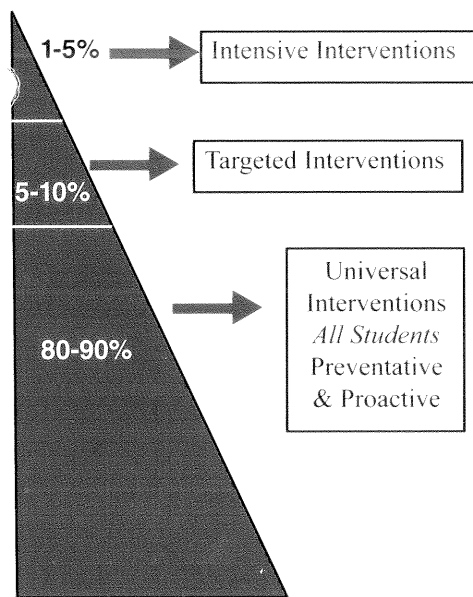 1-5%
Intensive Interventions
Targeted Interventions
5-10%
Universal
Interventions
All Students
Preventative
& Proactive
80-90%